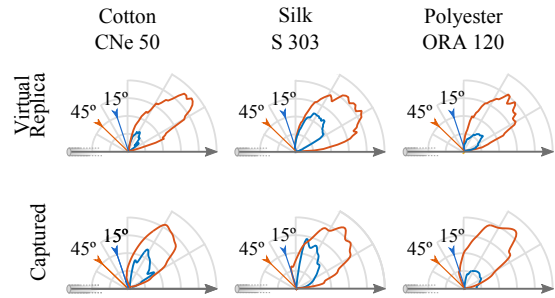 Cotton
CNe 50
Silk
S 303
Polyester
ORA 120
Virtual
Replica
45º
15º
45º
15º
45º
15º
Captured
45º
15º
45º
15º
45º
15º